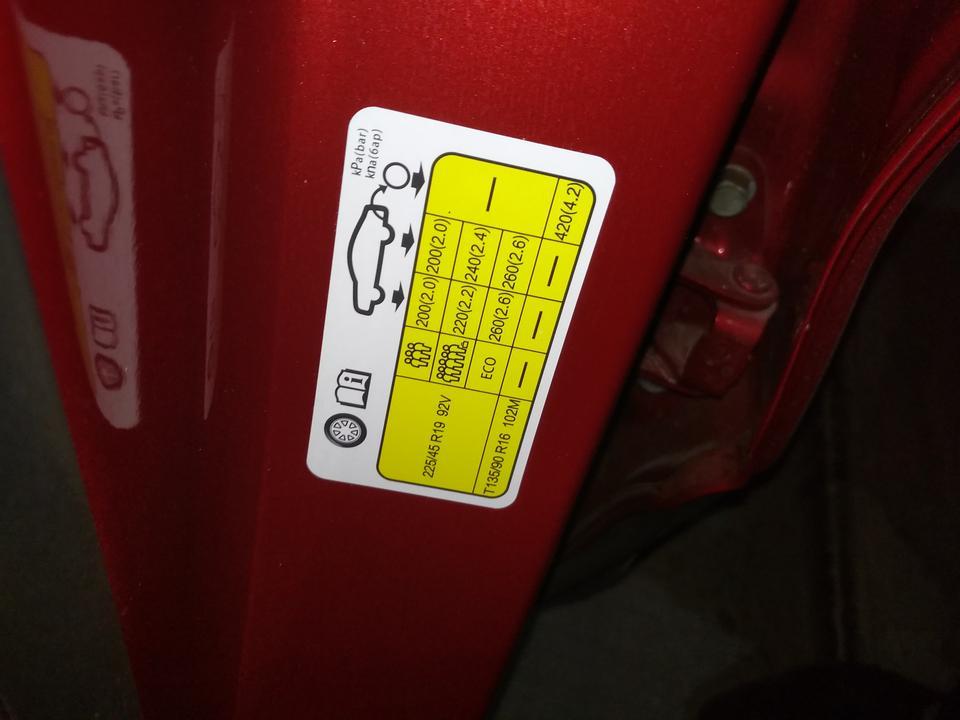 kPa(bar)
kпа(бар)
225/45 R19 92V
200(2.0) 200(2.0) —
220(2.2) 240(2.4)
ECO 260(2.6) 260(2.6)
T135/90 R16 102M — — — 420(4.2)